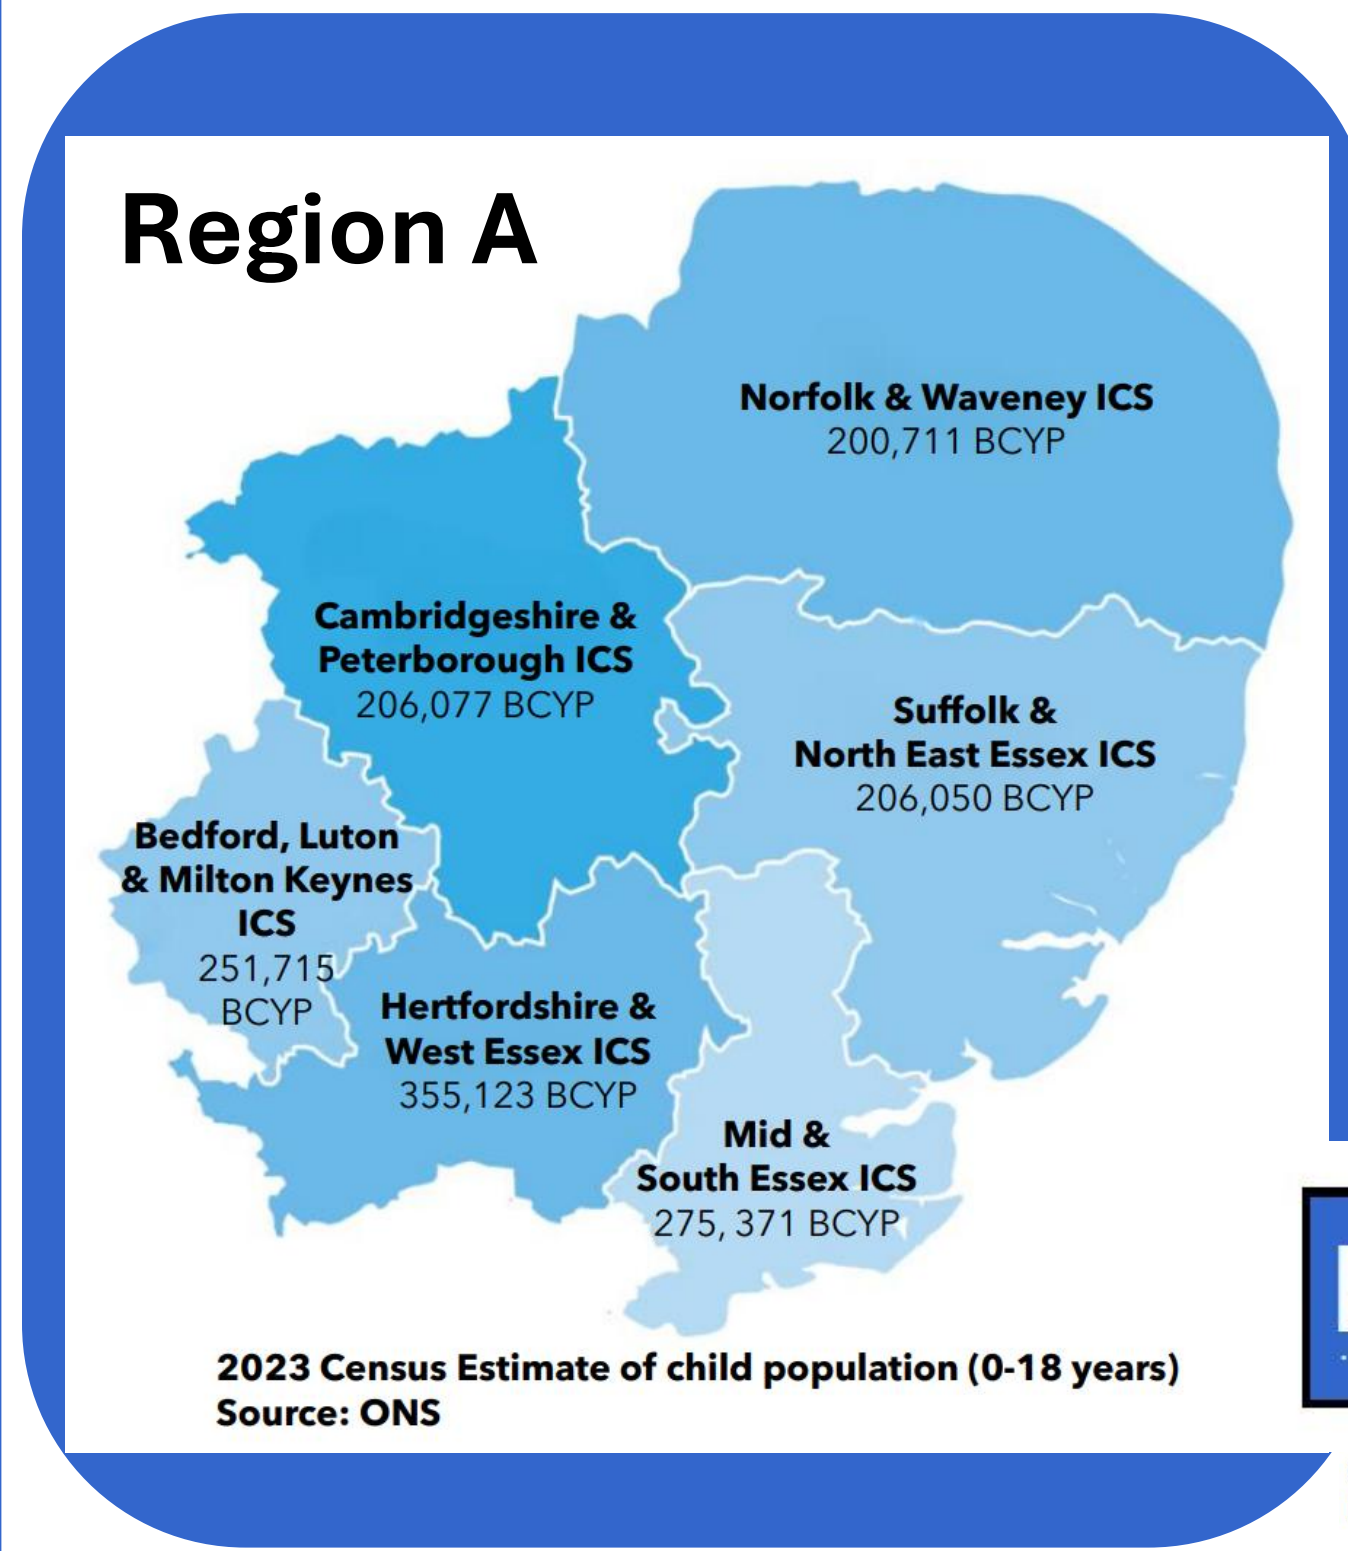 Region A
Norfolk & Waveney ICS
200,711 BCYP
Cambridgeshire &
Peterborough ICS
206,077 BCYP
Suffolk &
North East Essex ICS
206,050 BCYP
Bedford, Luton
& Milton Keynes
ICS
251,715
BCYP
Hertfordshire &
West Essex ICS
355,123 BCYP
Mid &
South Essex ICS
275, 371 BCYP
2023 Census Estimate of child population (0-18 years)
Source: ONS